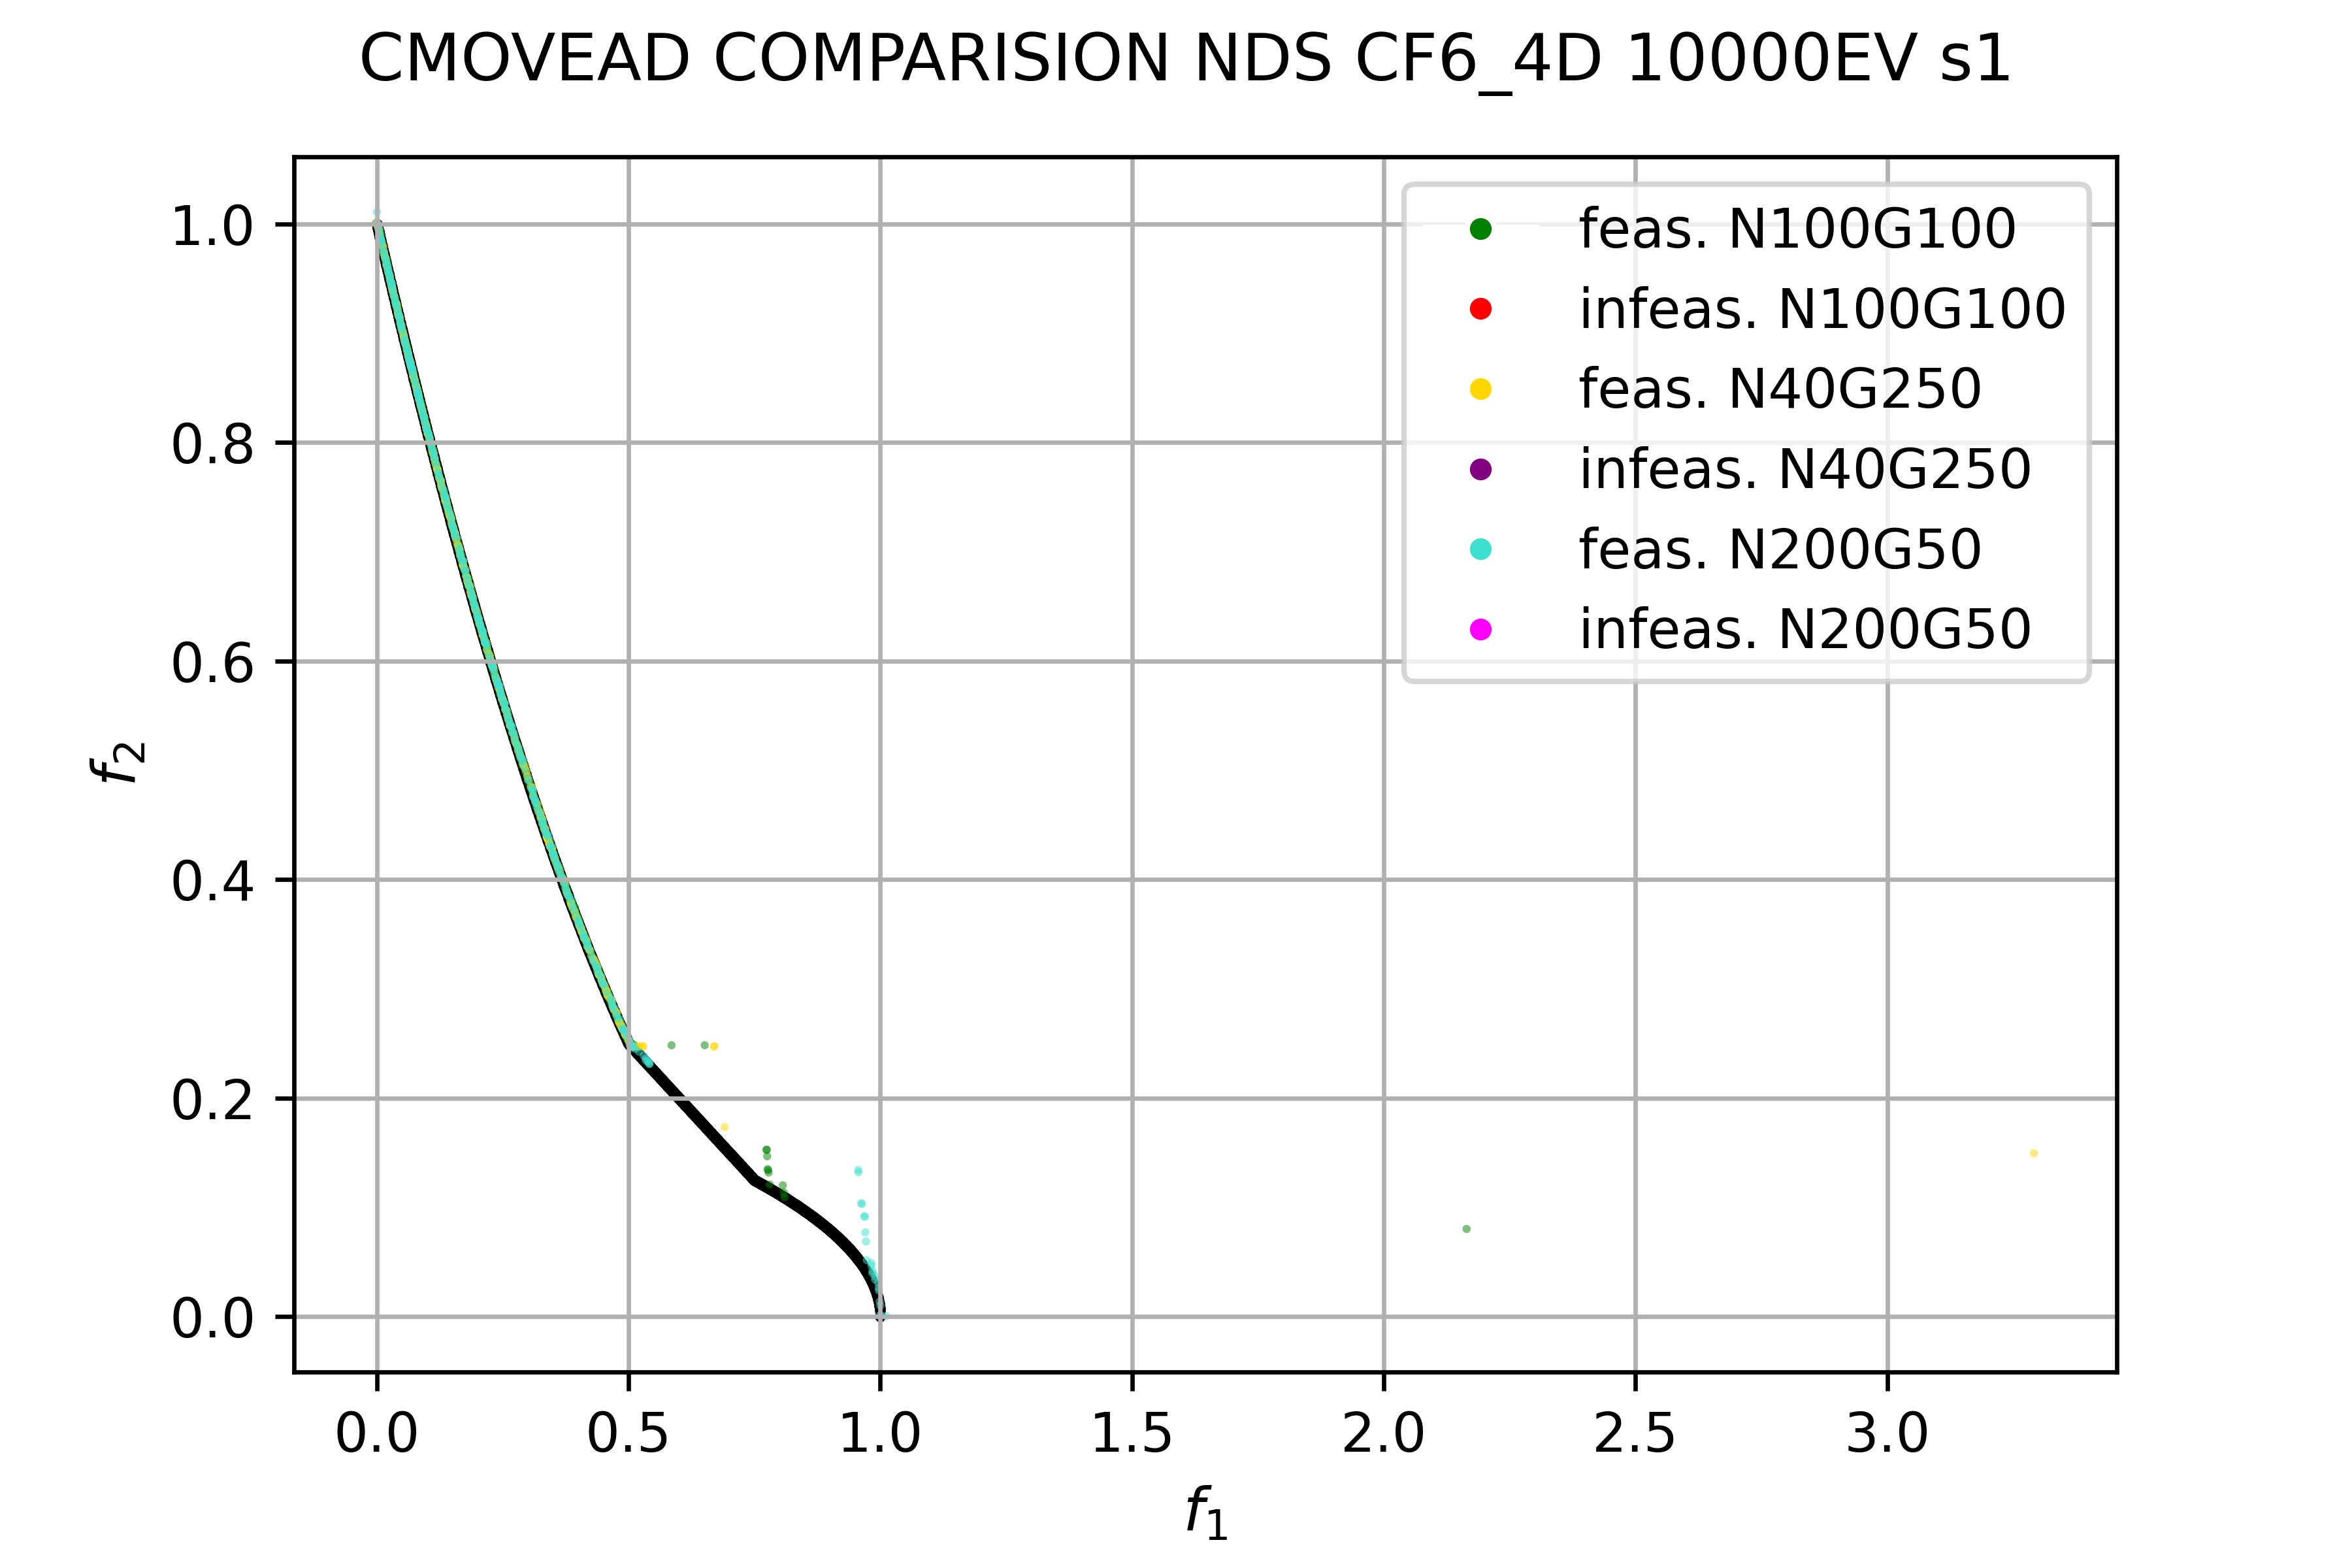 CMOVEAD COMPARISION NDS CF6_4D 10000EV s1
feas. N100G100
infeas. N100G100
feas. N40G250
infeas. N40G250
feas. N200G50
infeas. N200G50
1.0
0.8
0.6
0.4
0.2
0.0
f2
0.0 0.5 1.0 1.5 2.0 2.5 3.0
f1